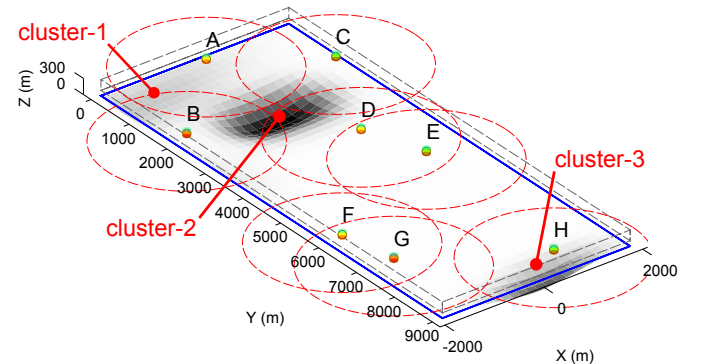 cluster-1
A
C
300
0
Z (m)
0
B
D
E
1000
2000
3000
cluster-3
cluster-2
4000
F
G
H
5000
6000
7000
8000
9000
2000
0
-2000
Y (m)
X (m)